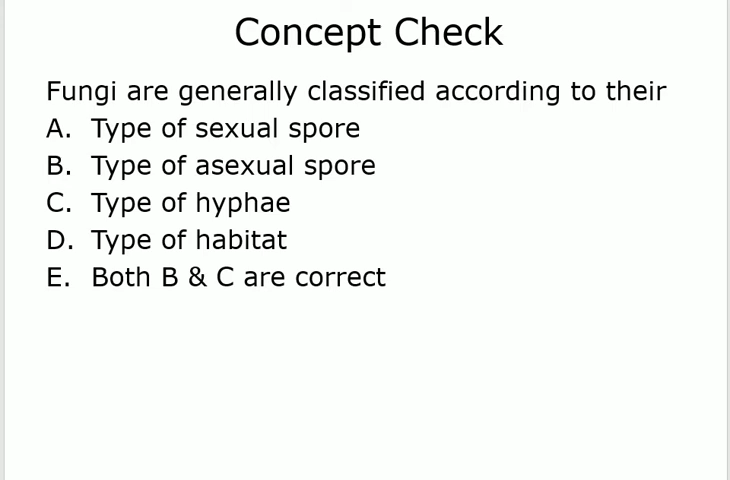 Concept Check
Fungi are generally classified according to their
A. Type of sexual spore
B. Type of asexual spore
C. Type of hyphae
D. Type of habitat
E. Both B & C are correct